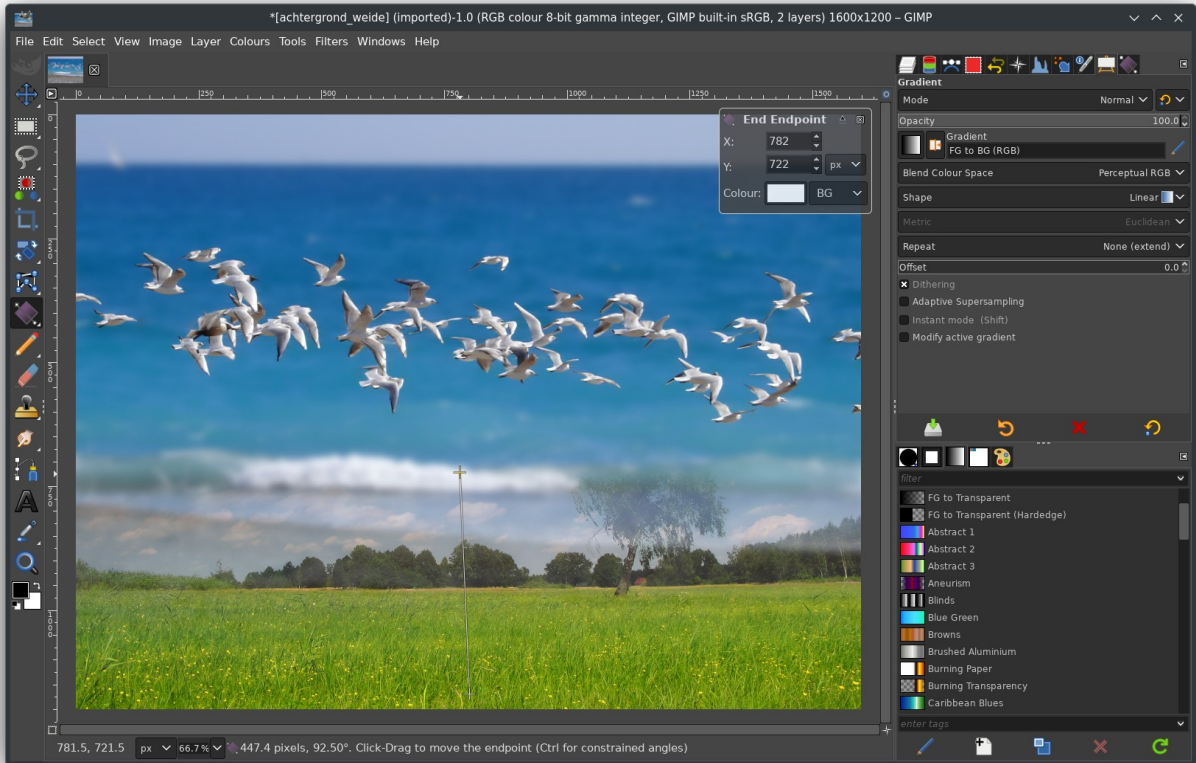 *[achtergrond_weide] (imported)-1.0 (RGB colour 8-bit gamma integer, GIMP built-in sRGB, 2 layers) 1600x1200 – GIMP
File Edit Select View Image Layer Colours Tools Filters Windows Help
0 250 500 750 1000 1250 1500
0
250
500
750
1000
End Endpoint
X: 782
Y: 722 px
Colour: BG
Gradient
Mode Normal
Opacity 100.0
Gradient
FG to BG (RGB)
Blend Colour Space Perceptual RGB
Shape Linear
Metric Euclidean
Repeat None (extend)
Offset 0.0
Dithering
Adaptive Supersampling
Instant mode (Shift)
Modify active gradient
filter
FG to Transparent
FG to Transparent (Hardedge)
Abstract 1
Abstract 2
Abstract 3
Aneurism
Blinds
Blue Green
Browns
Brushed Aluminium
Burning Paper
Burning Transparency
Caribbean Blues
enter tags
781.5, 721.5 px 66.7% 447.4 pixels, 92.50°. Click-Drag to move the endpoint (Ctrl for constrained angles)